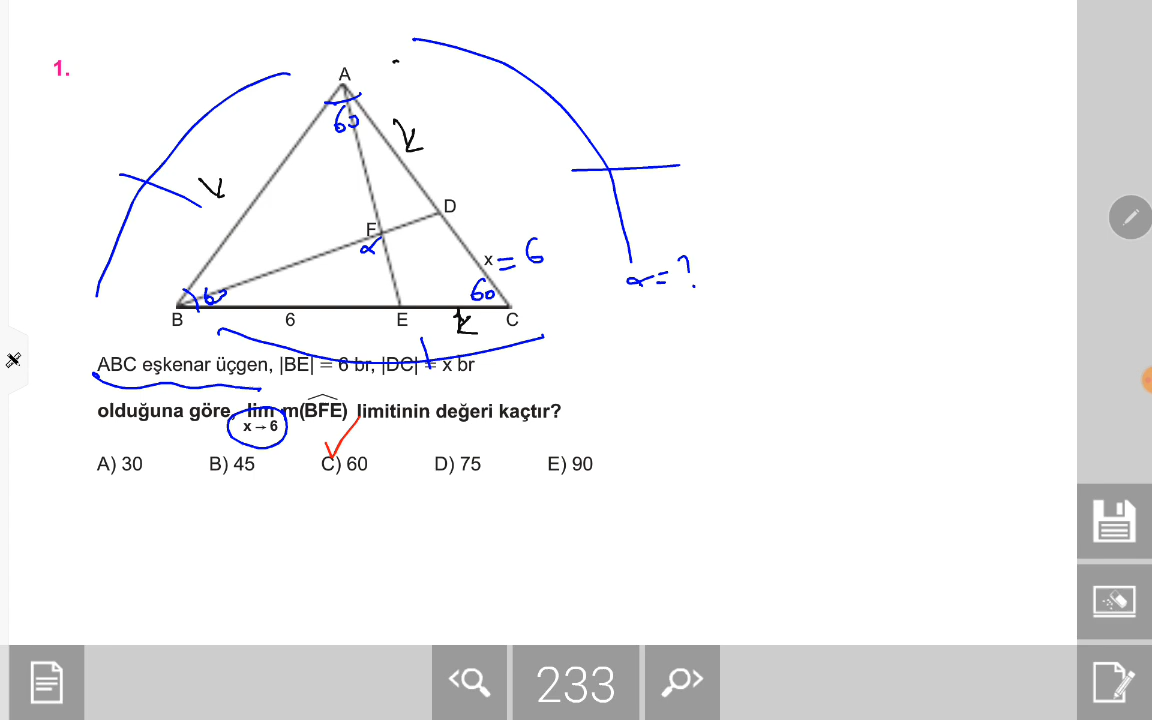 1.
A
60
k
k
D
F
α
x = 6
α = ?
60
60
B
6
E
k
C
ABC eşkenar üçgen, |BE| = 6 br, |DC| = x br
olduğuna göre, lim m(BFE) limitinin değeri kaçtır?
x→6
A) 30 B) 45 C) 60 D) 75 E) 90
233